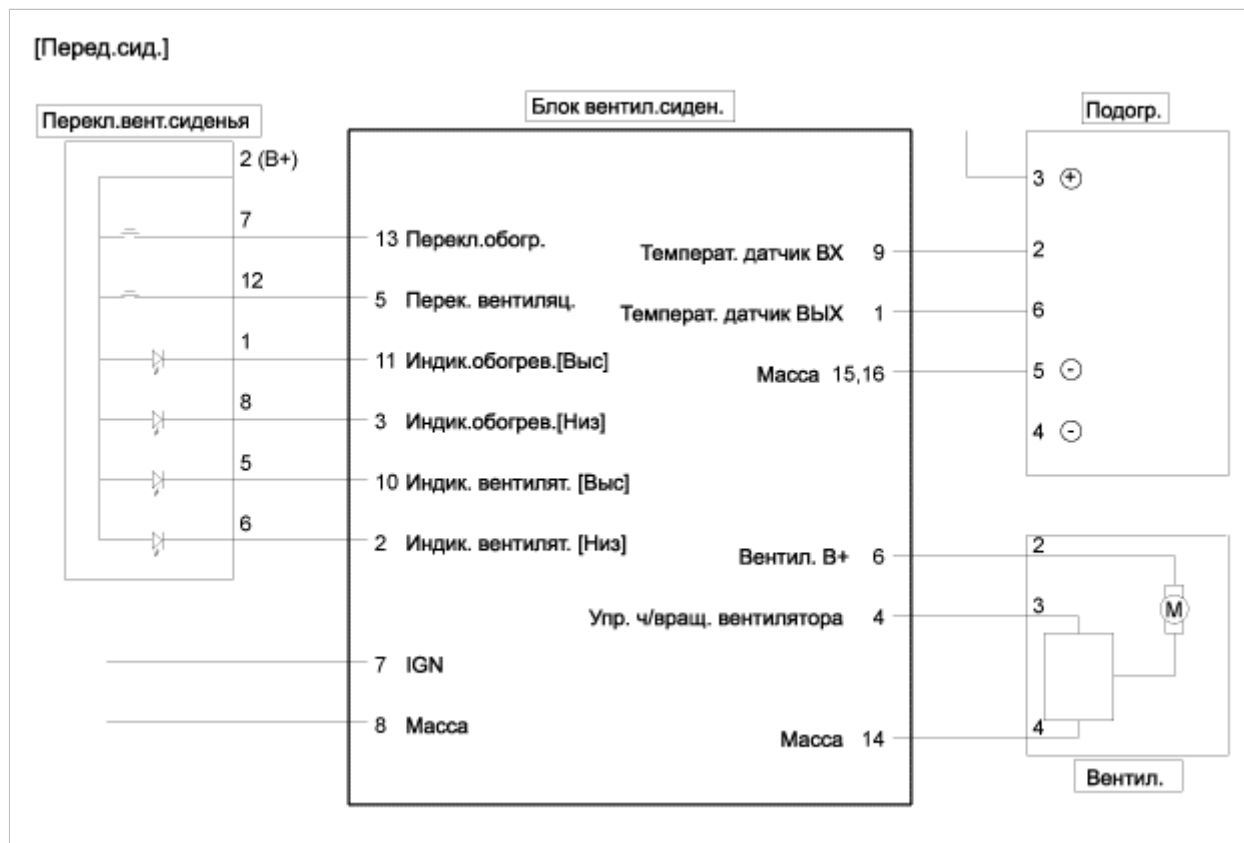 [Перед.сид.]
Перекл.вент.сиденья
2 (B+)
7
12
1
8
5
6
Блок вентил.сиден.
13 Перекл.обогр.
5 Перек. вентиляц.
11 Индик.обогрев.[Выс]
3 Индик.обогрев.[Низ]
10 Индик. вентилят. [Выс]
2 Индик. вентилят. [Низ]
7 IGN
8 Масса
Температ. датчик ВХ 9
Температ. датчик ВЫХ 1
Масса 15,16
Вентил. В+ 6
Упр. ч/вращ. вентилятора 4
Масса 14
Подогр.
3 +
2
6
5 -
4 -
2
3
M
4
Вентил.